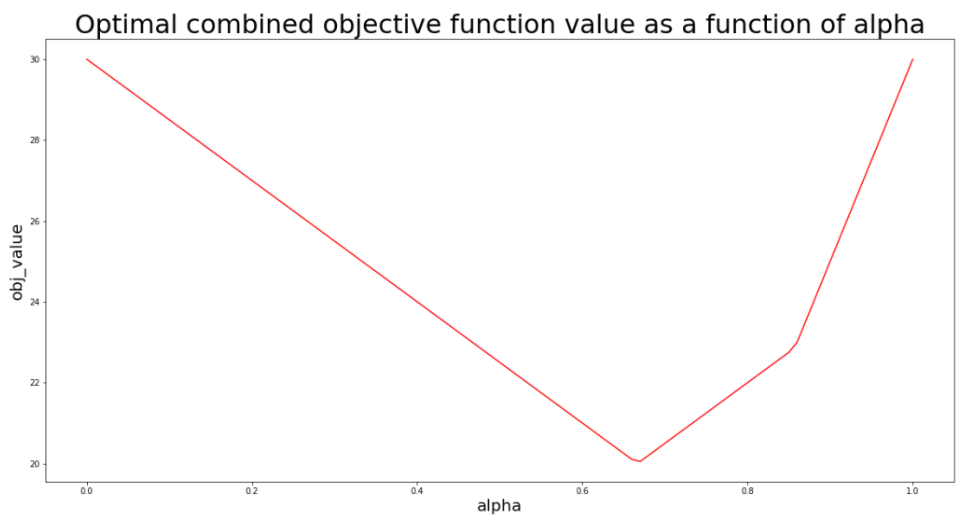 Optimal combined objective function value as a function of alpha
30
28
26
24
22
20
obj_value
0.0 0.2 0.4 0.6 0.8 1.0
alpha